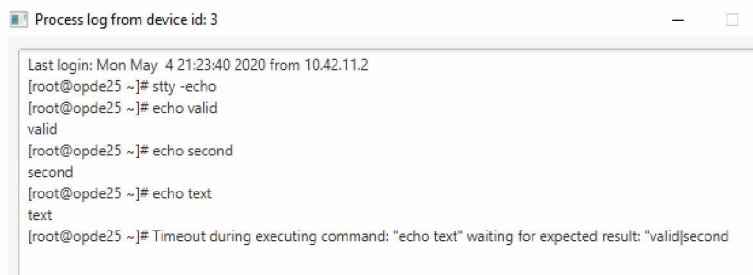 Process log from device id: 3
Last login: Mon May  4 21:23:40 2020 from 10.42.11.2
[root@opde25 ~]# stty -echo
[root@opde25 ~]# echo valid
valid
[root@opde25 ~]# echo second
second
[root@opde25 ~]# echo text
text
[root@opde25 ~]# Timeout during executing command: "echo text" waiting for expected result: "valid|second